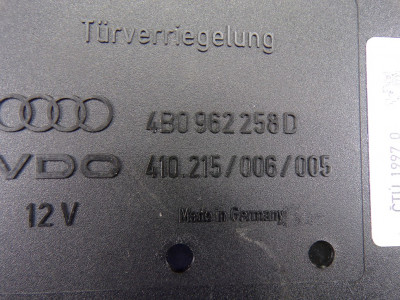 Türverriegelung
4B0 962 258 D
VDO 410.215/006/005
12 V Made in Germany